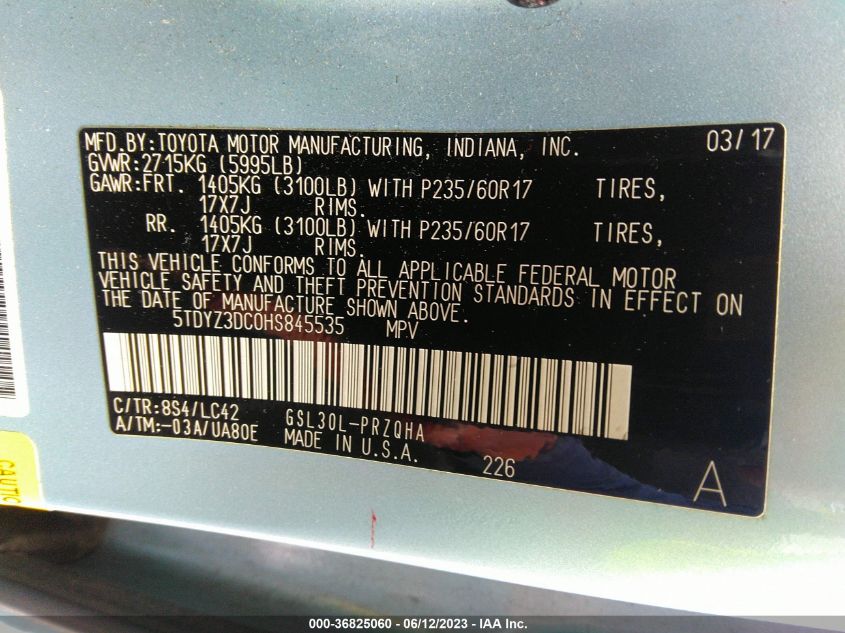 MFD.BY:TOYOTA MOTOR MANUFACTURING, INDIANA, INC. 03/17
GVWR:2715KG (5995LB)
GAWR:FRT. 1405KG (3100LB) WITH P235/60R17 TIRES,
17X7J RIMS.
RR. 1405KG (3100LB) WITH P235/60R17 TIRES,
17X7J RIMS.
THIS VEHICLE CONFORMS TO ALL APPLICABLE FEDERAL MOTOR
VEHICLE SAFETY AND THEFT PREVENTION STANDARDS IN EFFECT ON
THE DATE OF MANUFACTURE SHOWN ABOVE.
5TDYZ3DC0HS845535 MPV
C/TR:8S4/LC42 GSL30L-PRZQHA
A/TM:-03A/UA80E MADE IN U.S.A. 226 A
CAUTIO
000-36825060 - 06/12/2023 - IAA Inc.